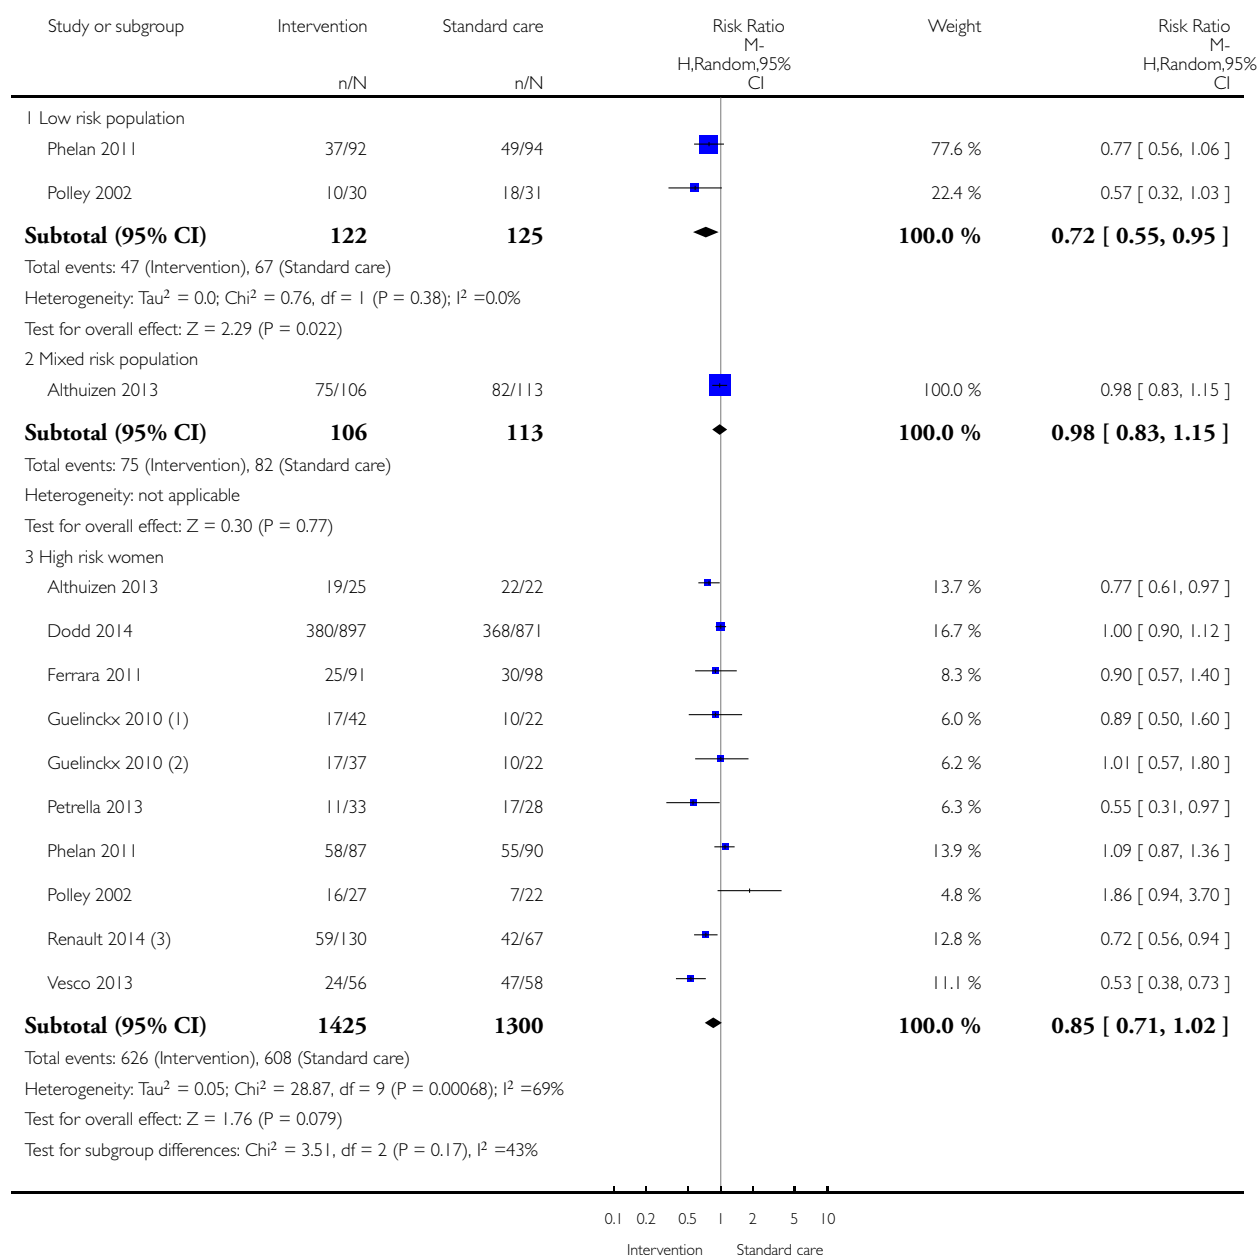 Study or subgroup Intervention Standard care Risk Ratio Weight Risk Ratio
M- M-
H,Random,95% H,Random,95%
n/N n/N CI CI
1 Low risk population
Phelan 2011 37/92 49/94 77.6 % 0.77 [ 0.56, 1.06 ]
Polley 2002 10/30 18/31 22.4 % 0.57 [ 0.32, 1.03 ]
Subtotal (95% CI) 122 125 100.0 % 0.72 [ 0.55, 0.95 ]
Total events: 47 (Intervention), 67 (Standard care)
Heterogeneity: Tau² = 0.0; Chi² = 0.76, df = 1 (P = 0.38); I² =0.0%
Test for overall effect: Z = 2.29 (P = 0.022)
2 Mixed risk population
Althuizen 2013 75/106 82/113 100.0 % 0.98 [ 0.83, 1.15 ]
Subtotal (95% CI) 106 113 100.0 % 0.98 [ 0.83, 1.15 ]
Total events: 75 (Intervention), 82 (Standard care)
Heterogeneity: not applicable
Test for overall effect: Z = 0.30 (P = 0.77)
3 High risk women
Althuizen 2013 19/25 22/22 13.7 % 0.77 [ 0.61, 0.97 ]
Dodd 2014 380/897 368/871 16.7 % 1.00 [ 0.90, 1.12 ]
Ferrara 2011 25/91 30/98 8.3 % 0.90 [ 0.57, 1.40 ]
Guelinckx 2010 (1) 17/42 10/22 6.0 % 0.89 [ 0.50, 1.60 ]
Guelinckx 2010 (2) 17/37 10/22 6.2 % 1.01 [ 0.57, 1.80 ]
Petrella 2013 11/33 17/28 6.3 % 0.55 [ 0.31, 0.97 ]
Phelan 2011 58/87 55/90 13.9 % 1.09 [ 0.87, 1.36 ]
Polley 2002 16/27 7/22 4.8 % 1.86 [ 0.94, 3.70 ]
Renault 2014 (3) 59/130 42/67 12.8 % 0.72 [ 0.56, 0.94 ]
Vesco 2013 24/56 47/58 11.1 % 0.53 [ 0.38, 0.73 ]
Subtotal (95% CI) 1425 1300 100.0 % 0.85 [ 0.71, 1.02 ]
Total events: 626 (Intervention), 608 (Standard care)
Heterogeneity: Tau² = 0.05; Chi² = 28.87, df = 9 (P = 0.00068); I² =69%
Test for overall effect: Z = 1.76 (P = 0.079)
Test for subgroup differences: Chi² = 3.51, df = 2 (P = 0.17), I² =43%
0.1 0.2 0.5 1 2 5 10
Intervention Standard care